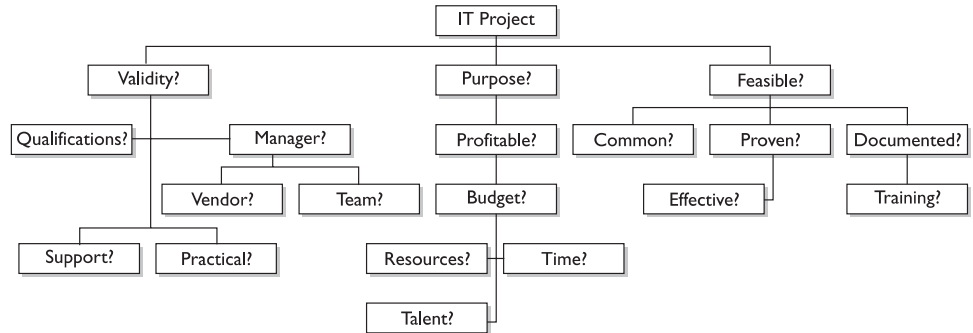 IT Project
Validity?
Purpose?
Feasible?
Qualifications?
Manager?
Profitable?
Common?
Proven?
Documented?
Vendor?
Team?
Budget?
Effective?
Training?
Support?
Practical?
Resources?
Time?
Talent?